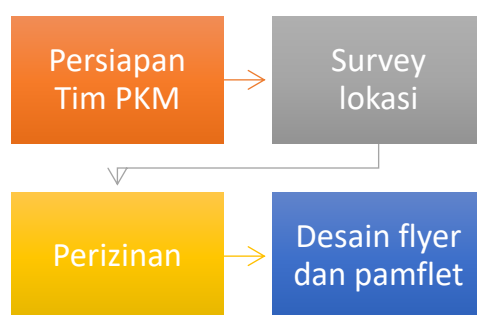 Persiapan
Tim PKM
Survey
lokasi
Perizinan
Desain flyer
dan pamflet